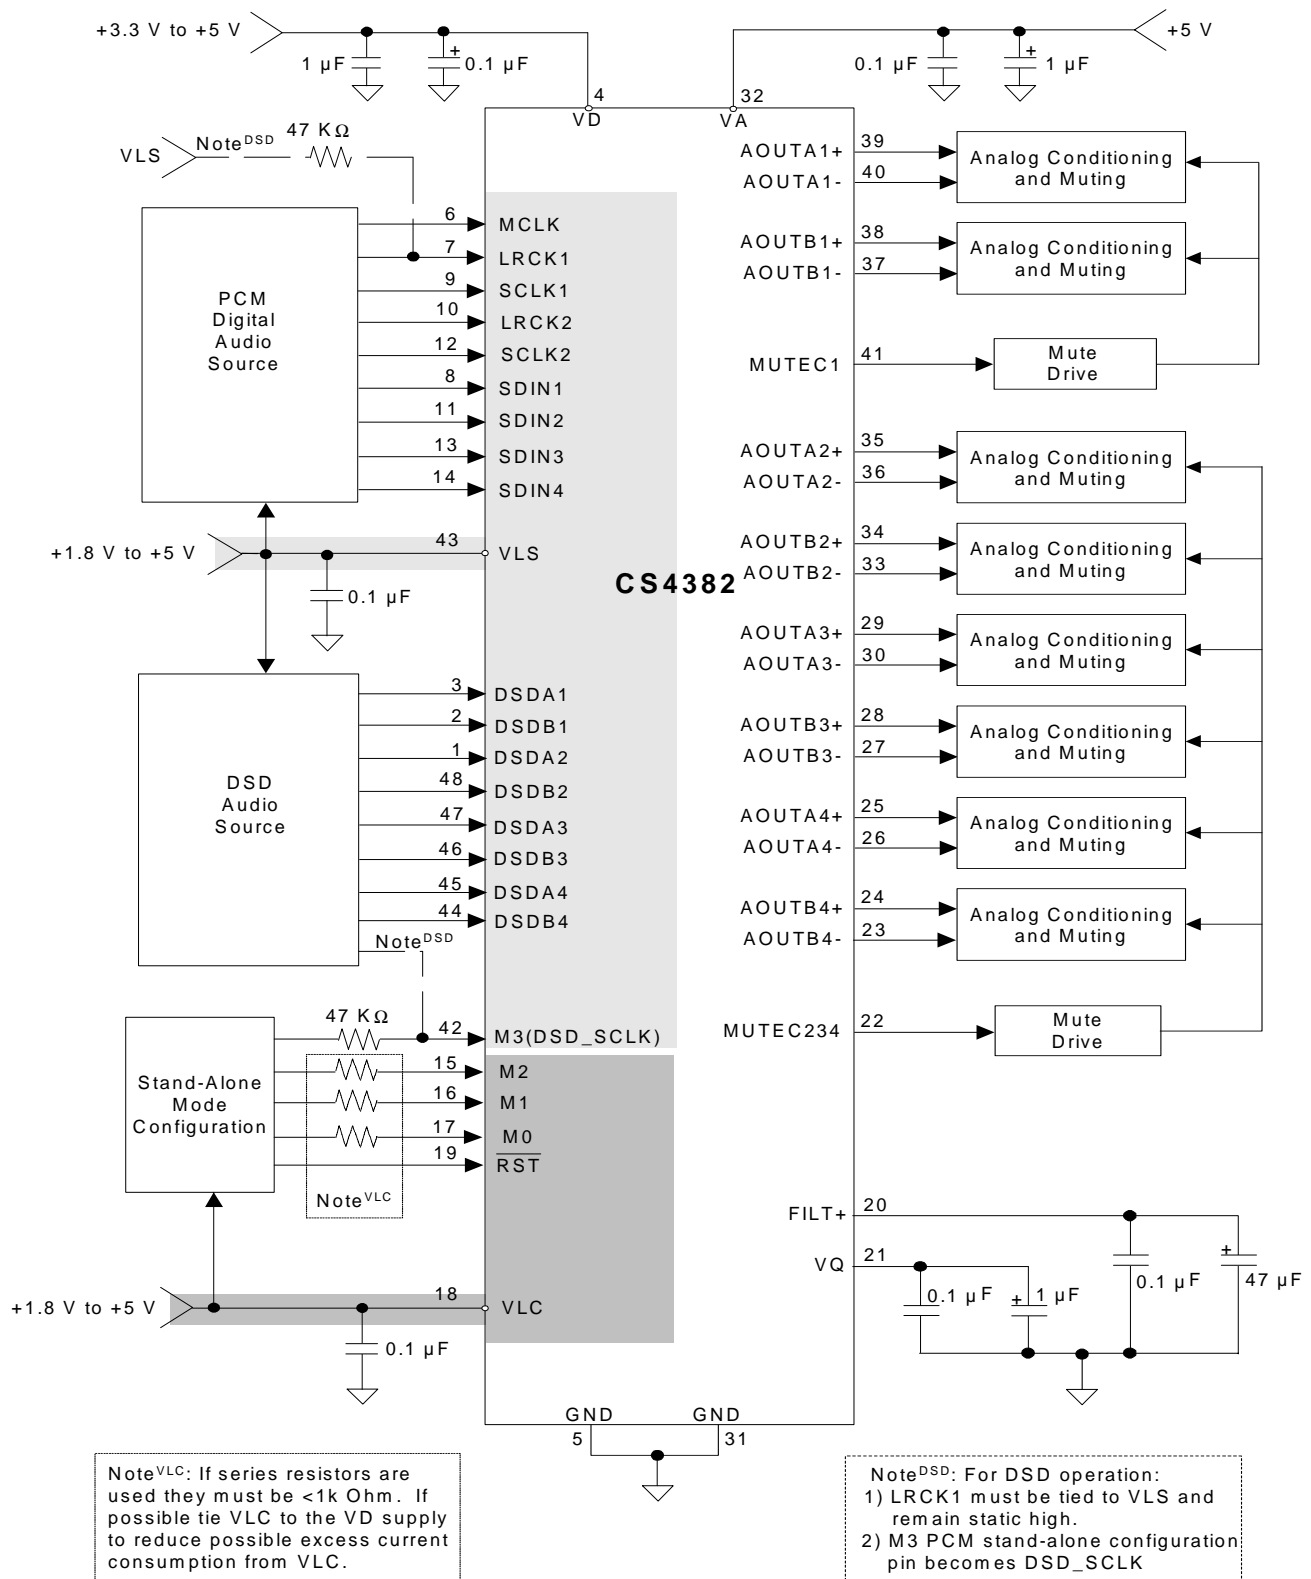 +3.3 V to +5 V
1 µF
+
0.1 µF
0.1 µF
+
1 µF
+5 V
4
VD
32
VA
VLS
Note^DSD
47 KΩ
6
MCLK
7
LRCK1
9
SCLK1
10
LRCK2
12
SCLK2
8
SDIN1
11
SDIN2
13
SDIN3
14
SDIN4
PCM
Digital
Audio
Source
+1.8 V to +5 V
43
VLS
0.1 µF
CS4382
3
DSDA1
2
DSDB1
1
DSDA2
48
DSDB2
47
DSDA3
46
DSDB3
45
DSDA4
44
DSDB4
DSD
Audio
Source
Note^DSD
47 KΩ
42
M3(DSD_SCLK)
15
M2
16
M1
17
M0
19
RST
Stand-Alone
Mode
Configuration
Note^VLC
+1.8 V to +5 V
18
VLC
0.1 µF
AOUTA1+
39
AOUTA1-
40
Analog Conditioning
and Muting
AOUTB1+
38
AOUTB1-
37
Analog Conditioning
and Muting
MUTEC1
41
Mute
Drive
AOUTA2+
35
AOUTA2-
36
Analog Conditioning
and Muting
AOUTB2+
34
AOUTB2-
33
Analog Conditioning
and Muting
AOUTA3+
29
AOUTA3-
30
Analog Conditioning
and Muting
AOUTB3+
28
AOUTB3-
27
Analog Conditioning
and Muting
AOUTA4+
25
AOUTA4-
26
Analog Conditioning
and Muting
AOUTB4+
24
AOUTB4-
23
Analog Conditioning
and Muting
MUTEC234
22
Mute
Drive
FILT+
20
VQ
21
0.1 µF
+
1 µF
0.1 µF
+
47 µF
GND
5
GND
31
Note^VLC: If series resistors are
used they must be <1k Ohm. If
possible tie VLC to the VD supply
to reduce possible excess current
consumption from VLC.
Note^DSD: For DSD operation:
1) LRCK1 must be tied to VLS and
remain static high.
2) M3 PCM stand-alone configuration
pin becomes DSD_SCLK